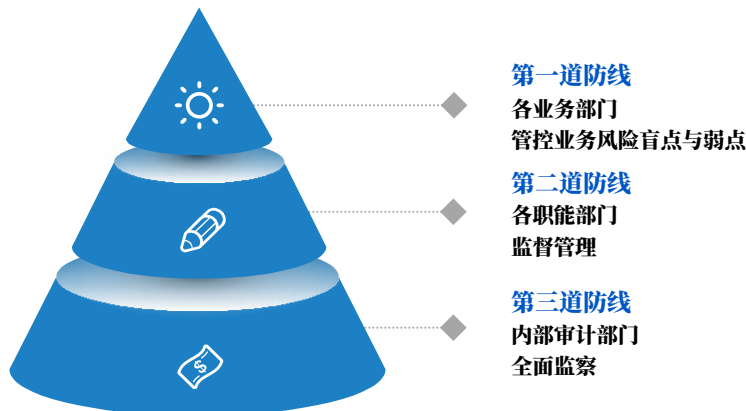 第一道防线
各业务部门
管控业务风险盲点与弱点
第二道防线
各职能部门
监督管理
第三道防线
内部审计部门
全面监察
$